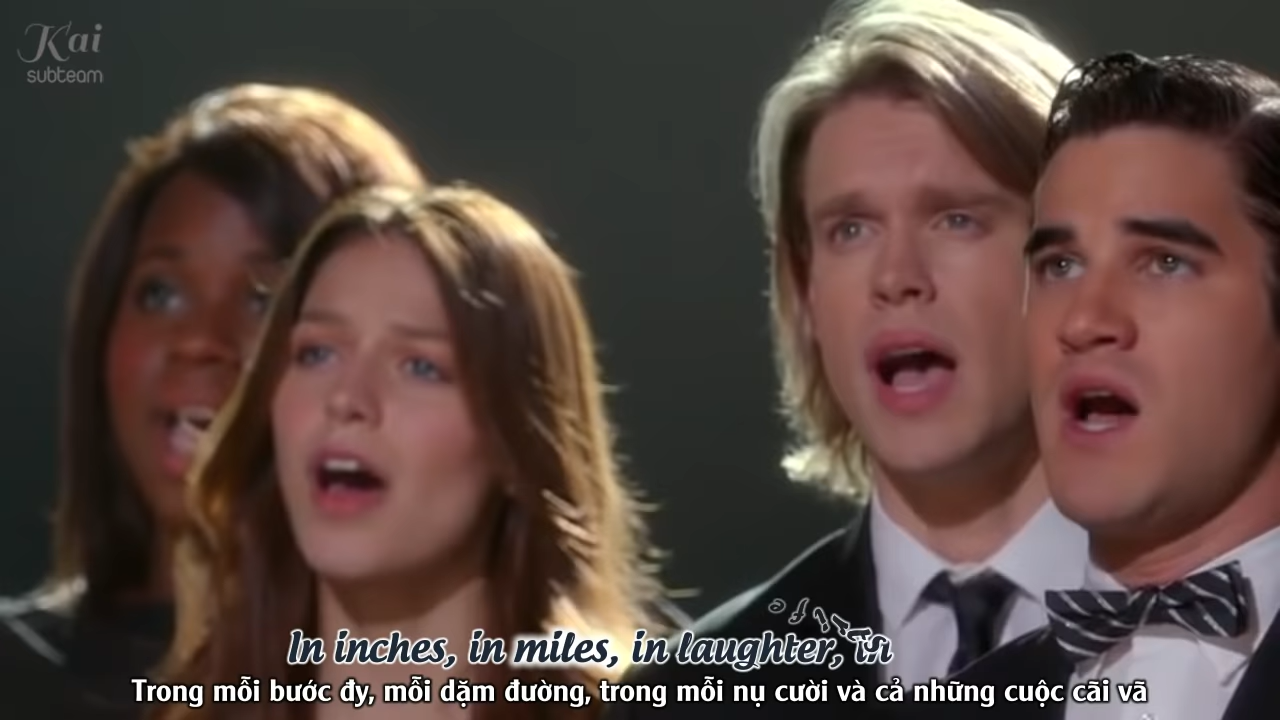 Kai
subteam
In inches, in miles, in laughter, in
Trong mỗi bước đy, mỗi dặm đường, trong mỗi nụ cười và cả những cuộc cãi vã